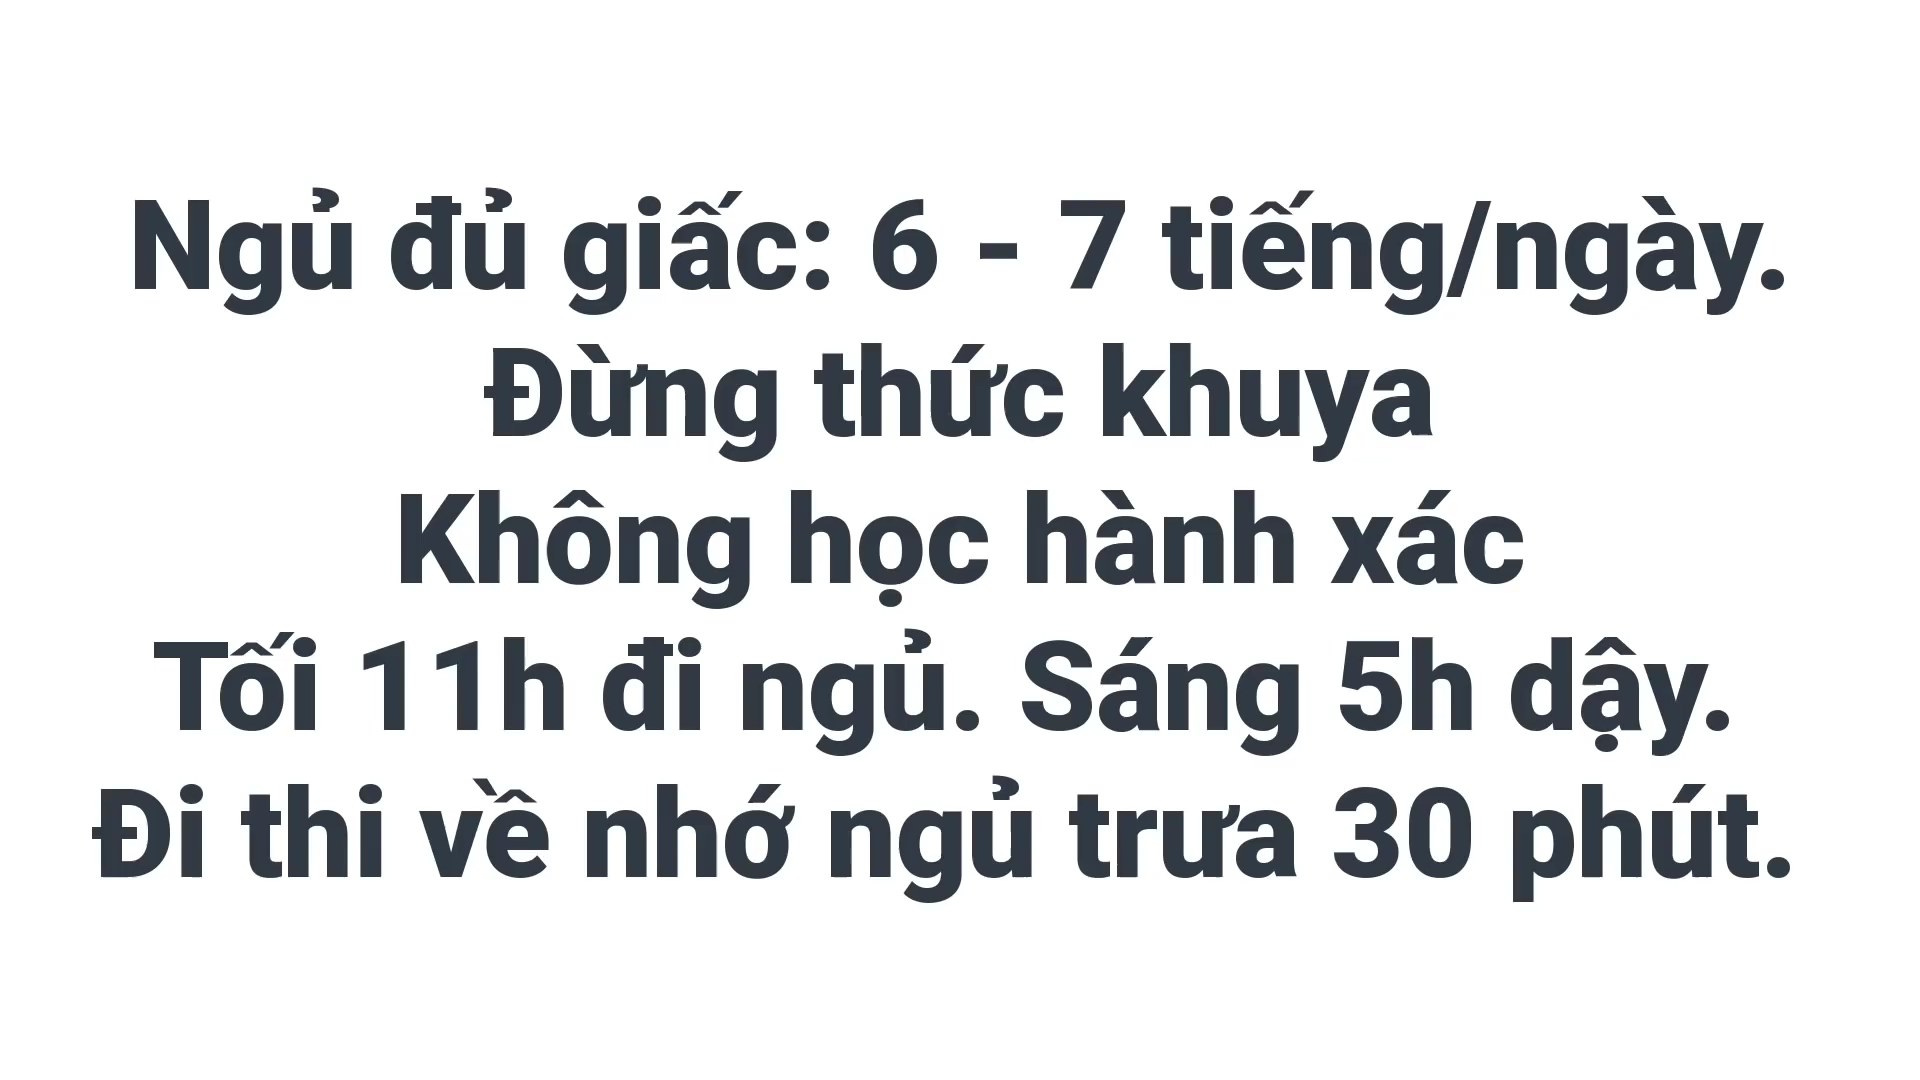 Ngủ đủ giấc: 6 - 7 tiếng/ngày.
Đừng thức khuya
Không học hành xác
Tối 11h đi ngủ. Sáng 5h dậy.
Đi thi về nhớ ngủ trưa 30 phút.